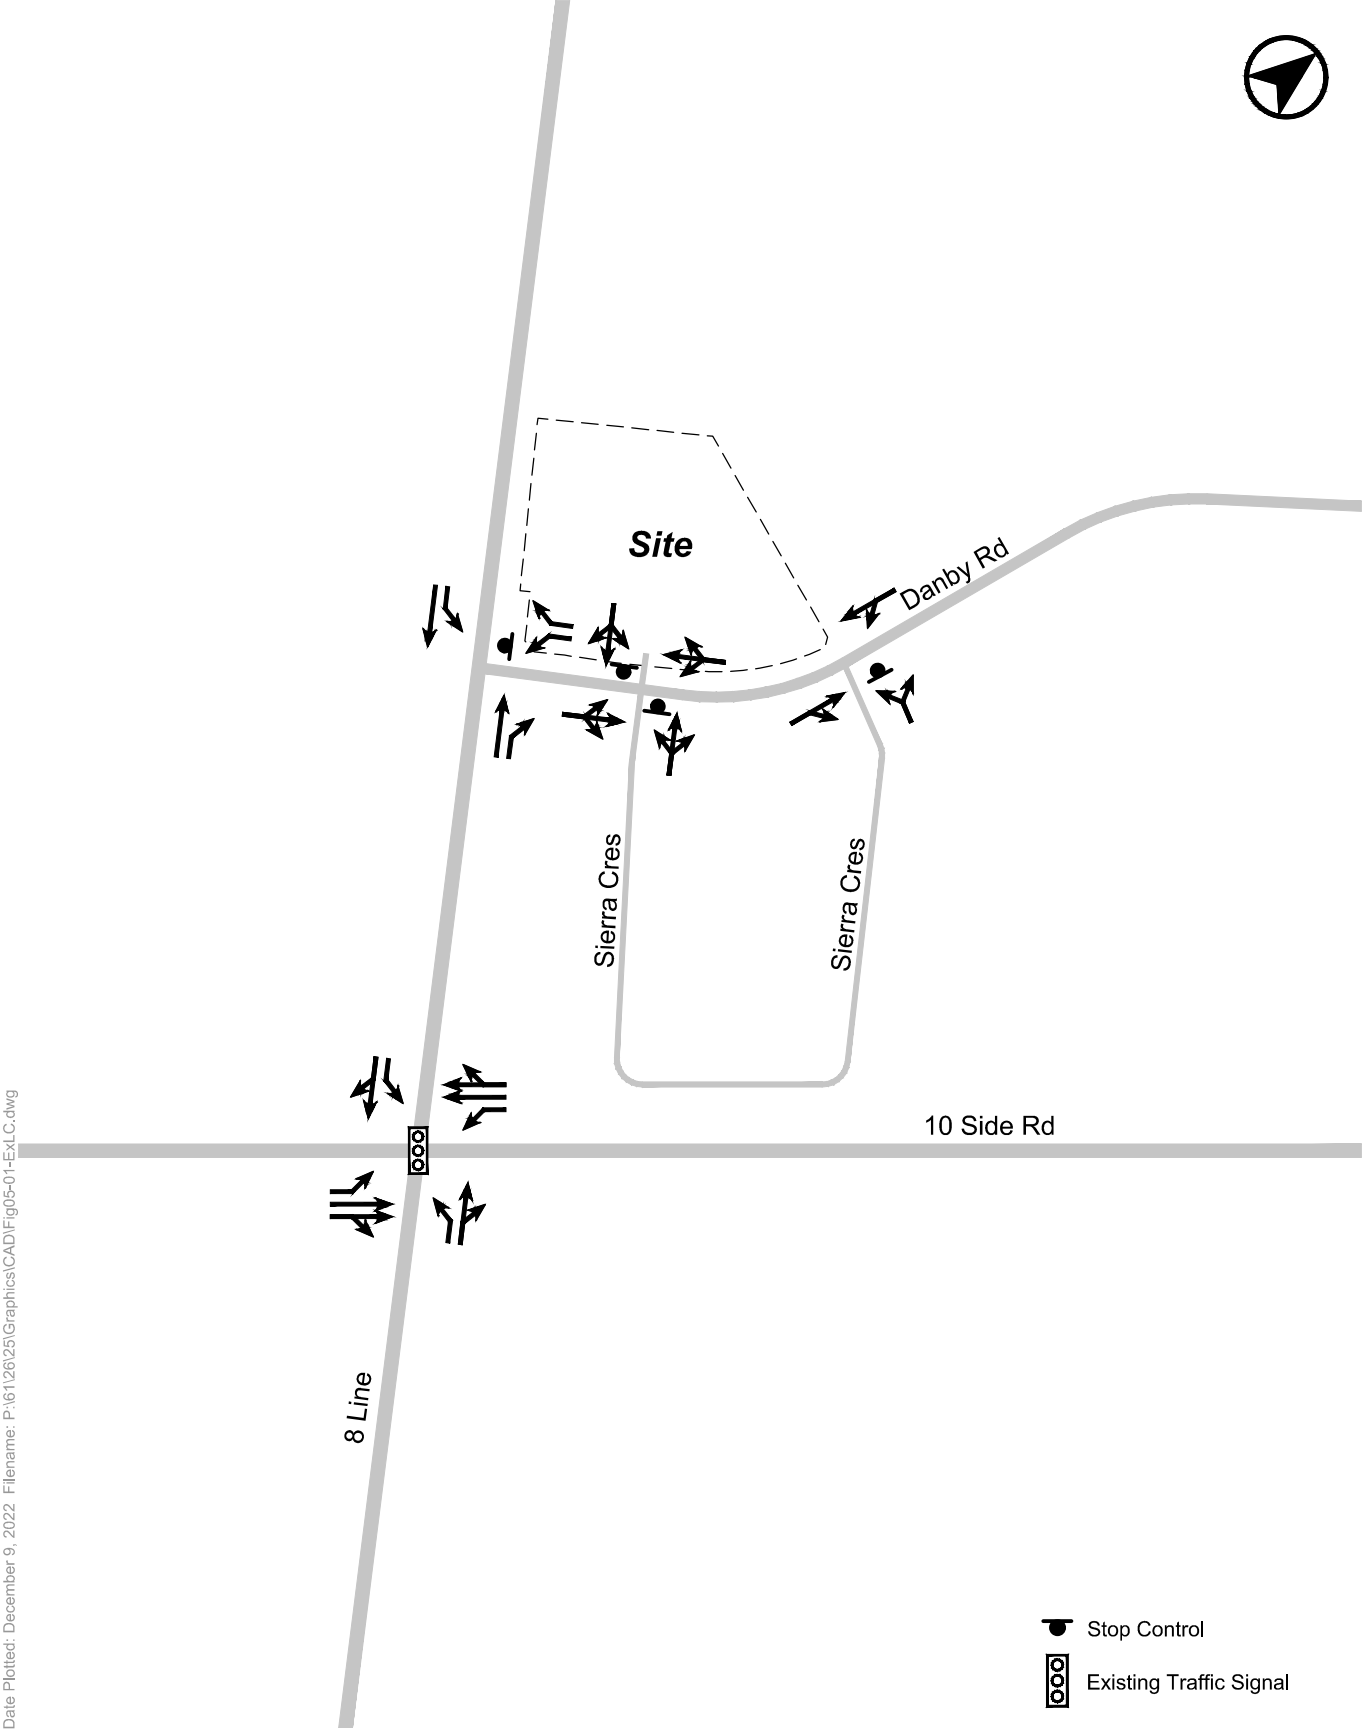 Site
Danby Rd
Sierra Cres
Sierra Cres
10 Side Rd
8 Line
Stop Control
Existing Traffic Signal
Date Plotted: December 9, 2022 Filename: P:\61\26\25\Graphics\CAD\Fig05-01-ExLC.dwg